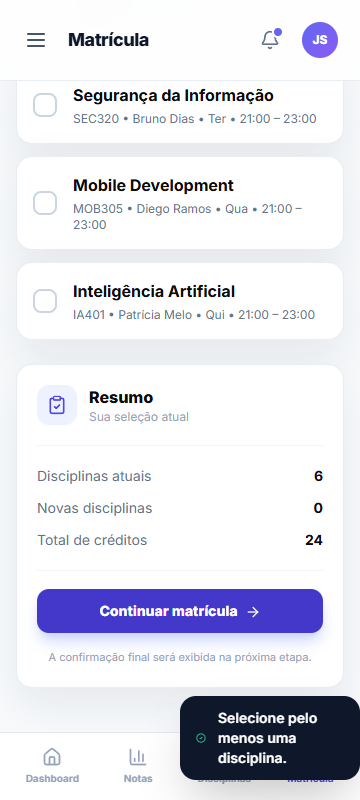 Matrícula
JS
Segurança da Informação
SEC320 • Bruno Dias • Ter • 21:00 – 23:00
Mobile Development
MOB305 • Diego Ramos • Qua • 21:00 –
23:00
Inteligência Artificial
IA401 • Patrícia Melo • Qui • 21:00 – 23:00
Resumo
Sua seleção atual
Disciplinas atuais 6
Novas disciplinas 0
Total de créditos 24
Continuar matrícula →
A confirmação final será exibida na próxima etapa.
Selecione pelo
menos uma
disciplina.
Dashboard Notas